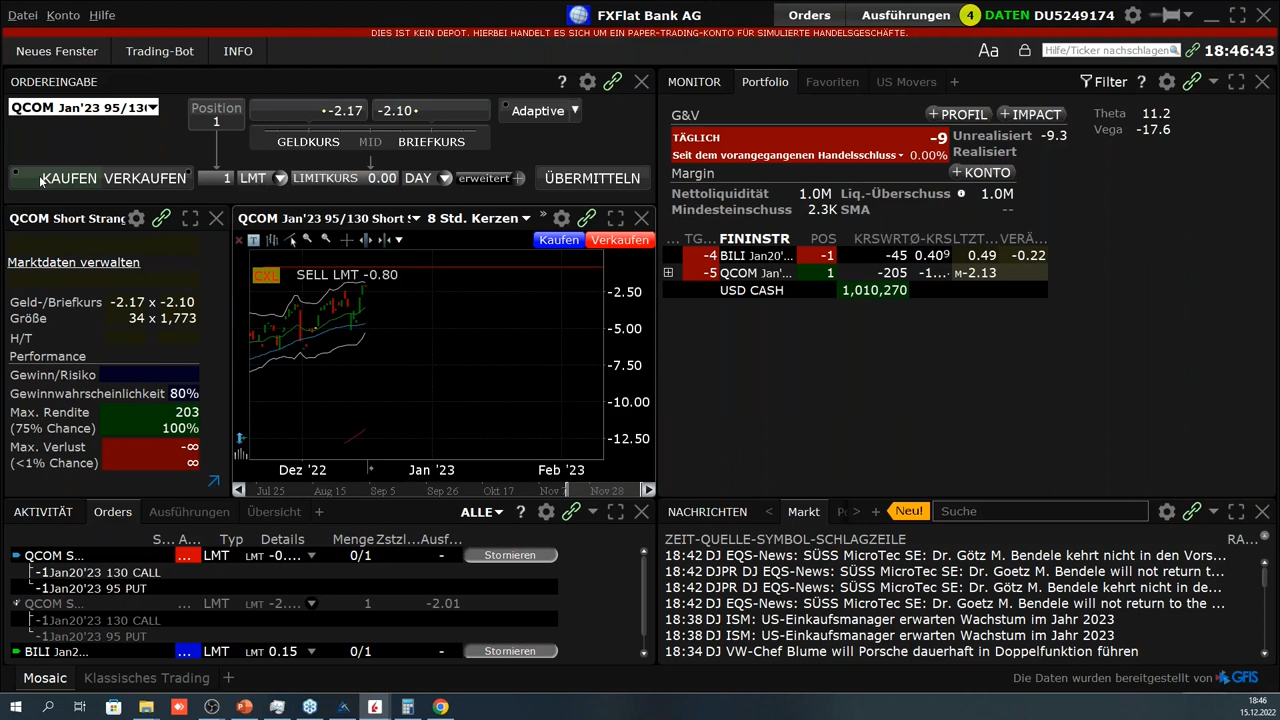 Datei Konto Hilfe
FXFlat Bank AG
Orders Ausführungen 4 DATEN DU5249174
DIES IST KEIN DEPOT. HIERBEI HANDELT ES SICH UM EIN PAPER-TRADING-KONTO FÜR SIMULIERTE HANDELSGESCHÄFTE.
Neues Fenster Trading-Bot INFO
Aa Hilfe/Ticker nachschlagen 18:46:43
ORDEREINGABE
QCOM Jan'23 95/13
Position
1
-2.17 -2.10 Adaptive
GELDKURS MID BRIEFKURS
KAUFEN VERKAUFEN 1 LMT LIMITKURS 0.00 DAY erweitert + ÜBERMITTELN
MONITOR Portfolio Favoriten US Movers + Filter ?
G&V + PROFIL + IMPACT
TÄGLICH -9
Seit dem vorangegangenen Handelsschluss 0.00%
Unrealisiert -9.3
Realisiert
Theta 11.2
Vega -17.6
Margin + KONTO
Nettoliquidität 1.0M Liq.-Überschuss 1.0M
Mindesteinschuss 2.3K SMA --
... TG... FININSTR POS KRSWRT Ø-KRS LTZT... VERÄ...
-4 BILI Jan20'... -1 -45 0.40⁹ 0.49 -0.22
-5 QCOM Jan'... 1 -205 -1... M-2.13
USD CASH 1,010,270
QCOM Short Strang
Marktdaten verwalten
Geld-/Briefkurs -2.17 x -2.10
Größe 34 x 1,773
H/T
Performance
Gewinn/Risiko
Gewinnwahrscheinlichkeit 80%
Max. Rendite 203
(75% Chance) 100%
Max. Verlust -∞
(<1% Chance) ∞
QCOM Jan'23 95/130 Short 8 Std. Kerzen
Kaufen Verkaufen
CXL SELL LMT -0.80
-2.50
-5.00
-7.50
-10.00
-12.50
Dez '22 Jan '23 Feb '23
Jul 25 Aug 15 Sep 5 Sep 26 Okt 17 Nov 7 Nov 28
AKTIVITÄT Orders Ausführungen Übersicht + ALLE ?
S... A... Typ Details Menge Zstzl... Ausf...
QCOM S... ... LMT LMT -0.... 0/1 - Stornieren
-1Jan20'23 130 CALL
-1Jan20'23 95 PUT
QCOM S... ... LMT LMT -2.... 1 -2.01
-1Jan20'23 130 CALL
-1Jan20'23 95 PUT
BILI Jan2... ... LMT LMT 0.15 0/1 - Stornieren
NACHRICHTEN < Markt > + Neu! Suche
ZEIT-QUELLE-SYMBOL-SCHLAGZEILE RA...
18:42 DJ EQS-News: SÜSS MicroTec SE: Dr. Götz M. Bendele kehrt nicht in den Vors...
18:42 DJPR DJ EQS-News: SÜSS MicroTec SE: Dr. Goetz M. Bendele will not return t...
18:42 DJPR DJ EQS-News: SÜSS MicroTec SE: Dr. Götz M. Bendele kehrt nicht in de...
18:42 DJ EQS-News: SÜSS MicroTec SE: Dr. Goetz M. Bendele will not return to the ...
18:38 DJ ISM: US-Einkaufsmanager erwarten Wachstum im Jahr 2023
18:38 DJ ISM: US-Einkaufsmanager erwarten Wachstum im Jahr 2023
18:34 DJ VW-Chef Blume will Porsche dauerhaft in Doppelfunktion führen
Mosaic Klassisches Trading +
Die Daten wurden bereitgestellt von GFIS
18:46
15.12.2022